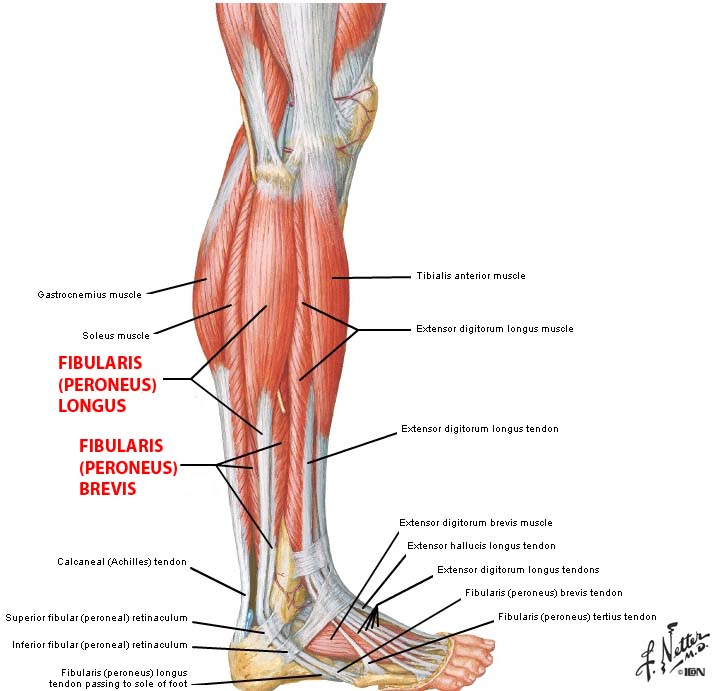 Tibialis anterior muscle
Gastrocnemius muscle
Extensor digitorum longus muscle
Soleus muscle
FIBULARIS
(PERONEUS)
LONGUS
Extensor digitorum longus tendon
FIBULARIS
(PERONEUS)
BREVIS
Extensor digitorum brevis muscle
Extensor hallucis longus tendon
Calcaneal (Achilles) tendon
Extensor digitorum longus tendons
Fibularis (peroneus) brevis tendon
Superior fibular (peroneal) retinaculum
Fibularis (peroneus) tertius tendon
Inferior fibular (peroneal) retinaculum
Fibularis (peroneus) longus
tendon passing to sole of foot
F. Netter
M.D.
©ICON